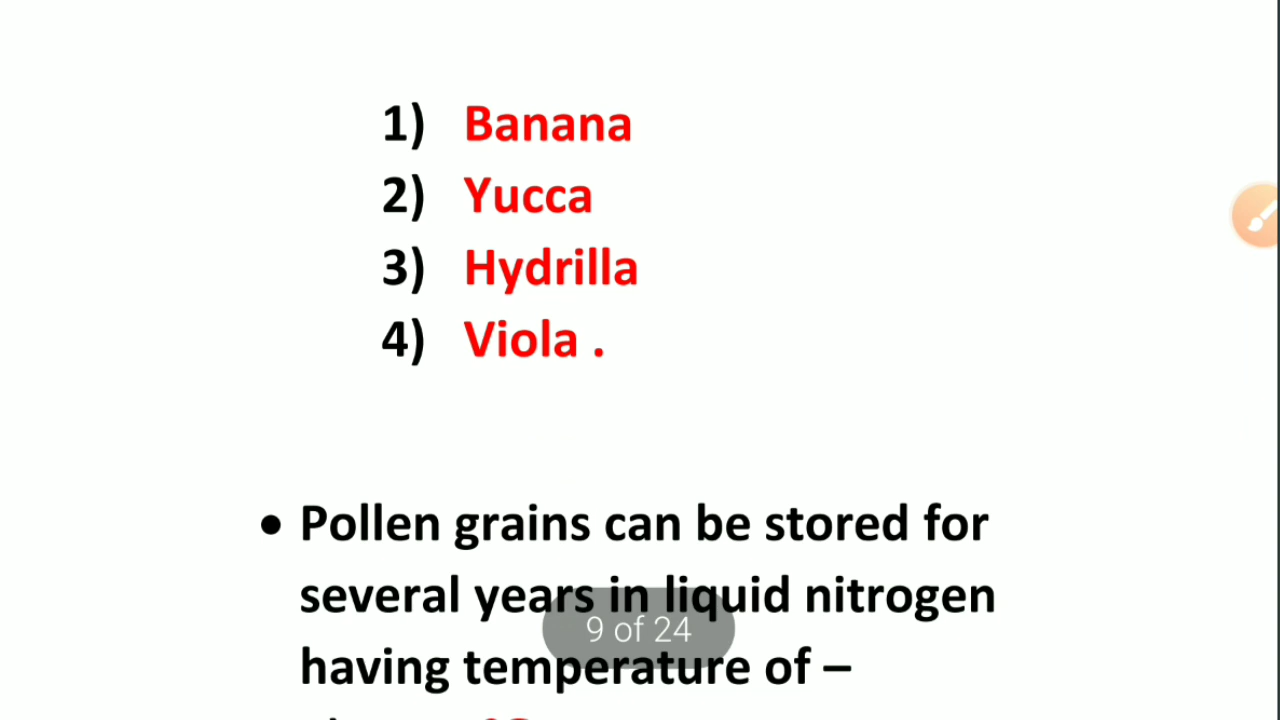 1) Banana
2) Yucca
3) Hydrilla
4) Viola .
• Pollen grains can be stored for
several years in liquid nitrogen
9 of 24
having temperature of –